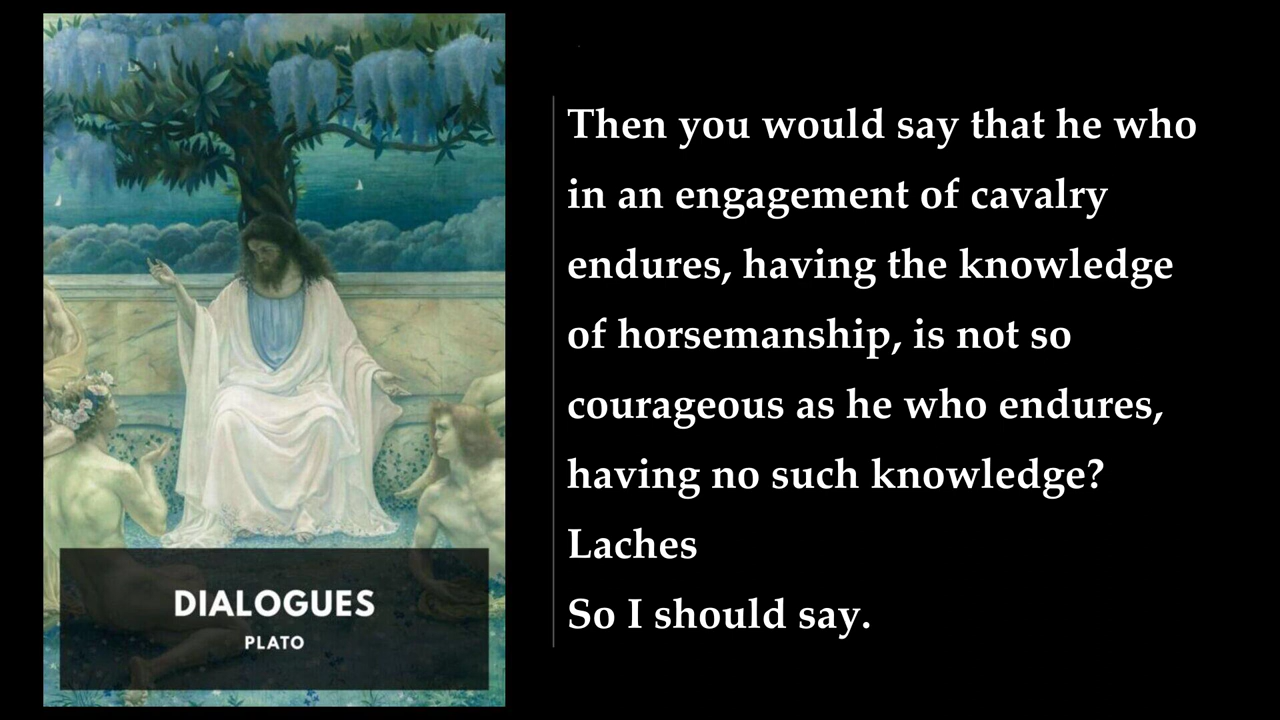 DIALOGUES
PLATO
Then you would say that he who
in an engagement of cavalry
endures, having the knowledge
of horsemanship, is not so
courageous as he who endures,
having no such knowledge?
Laches
So I should say.